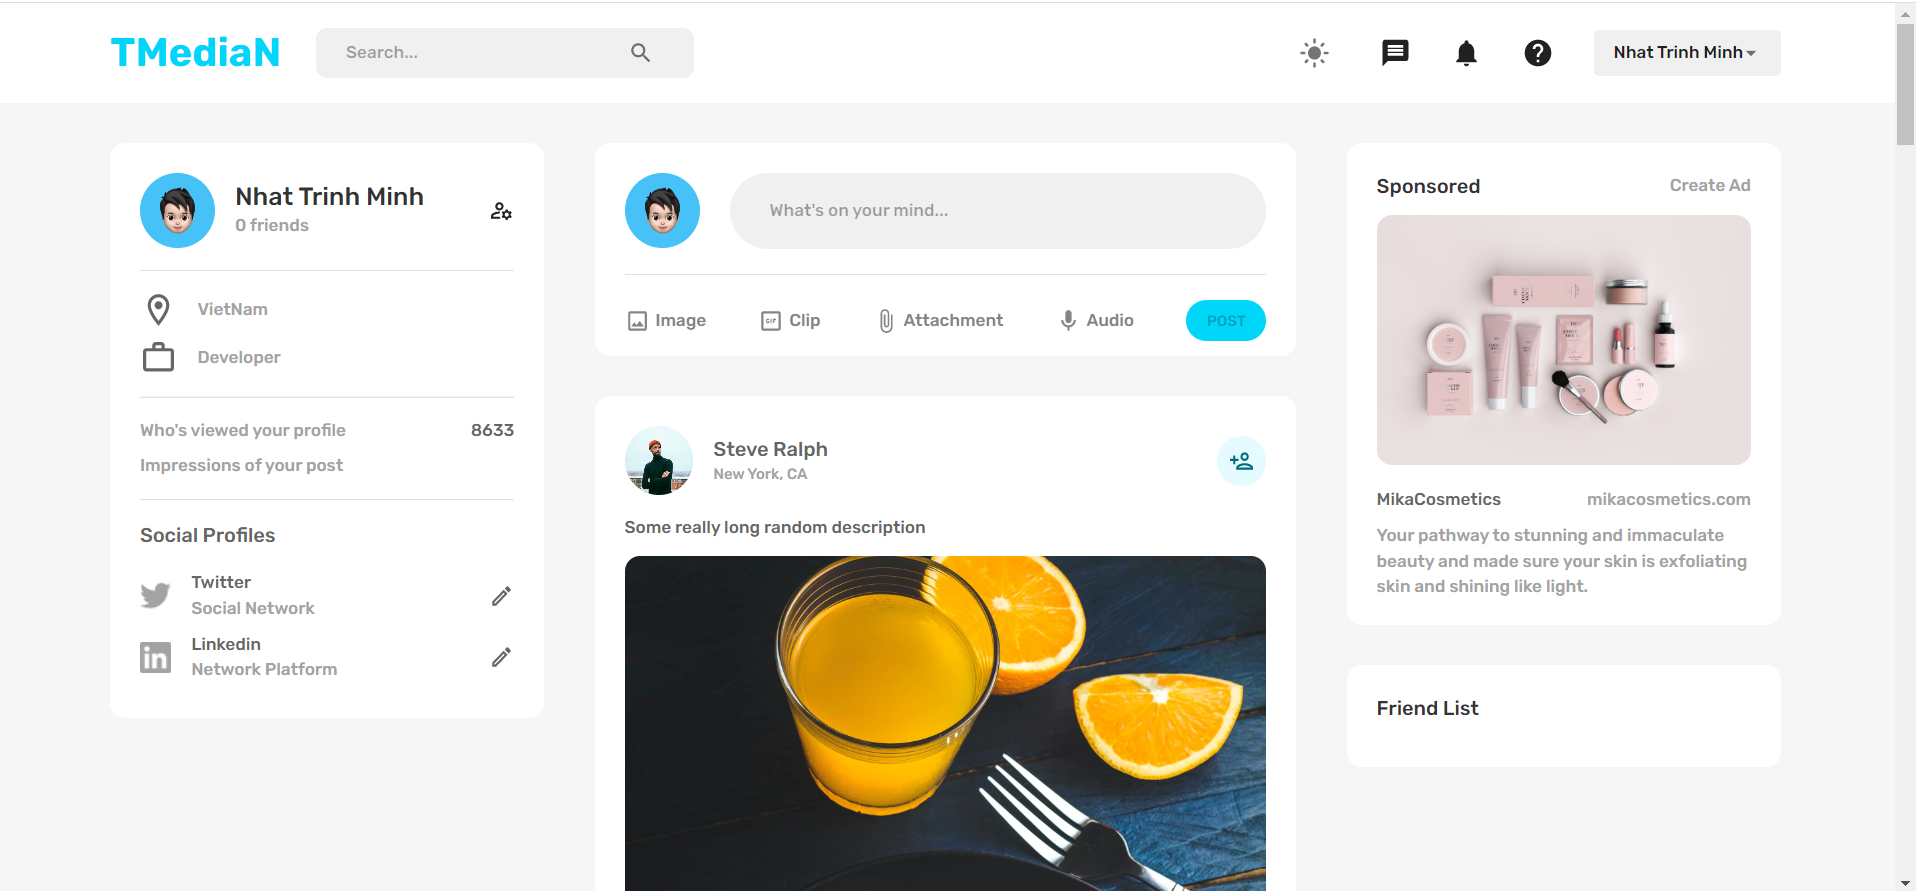 TMediaN
Search...
Nhat Trinh Minh
Nhat Trinh Minh
0 friends
VietNam
Developer
Who's viewed your profile 8633
Impressions of your post
Social Profiles
Twitter
Social Network
Linkedin
Network Platform
What's on your mind...
Image GIF Clip Attachment Audio POST
Steve Ralph
New York, CA
Some really long random description
Sponsored Create Ad
MikaCosmetics mikacosmetics.com
Your pathway to stunning and immaculate
beauty and made sure your skin is exfoliating
skin and shining like light.
Friend List